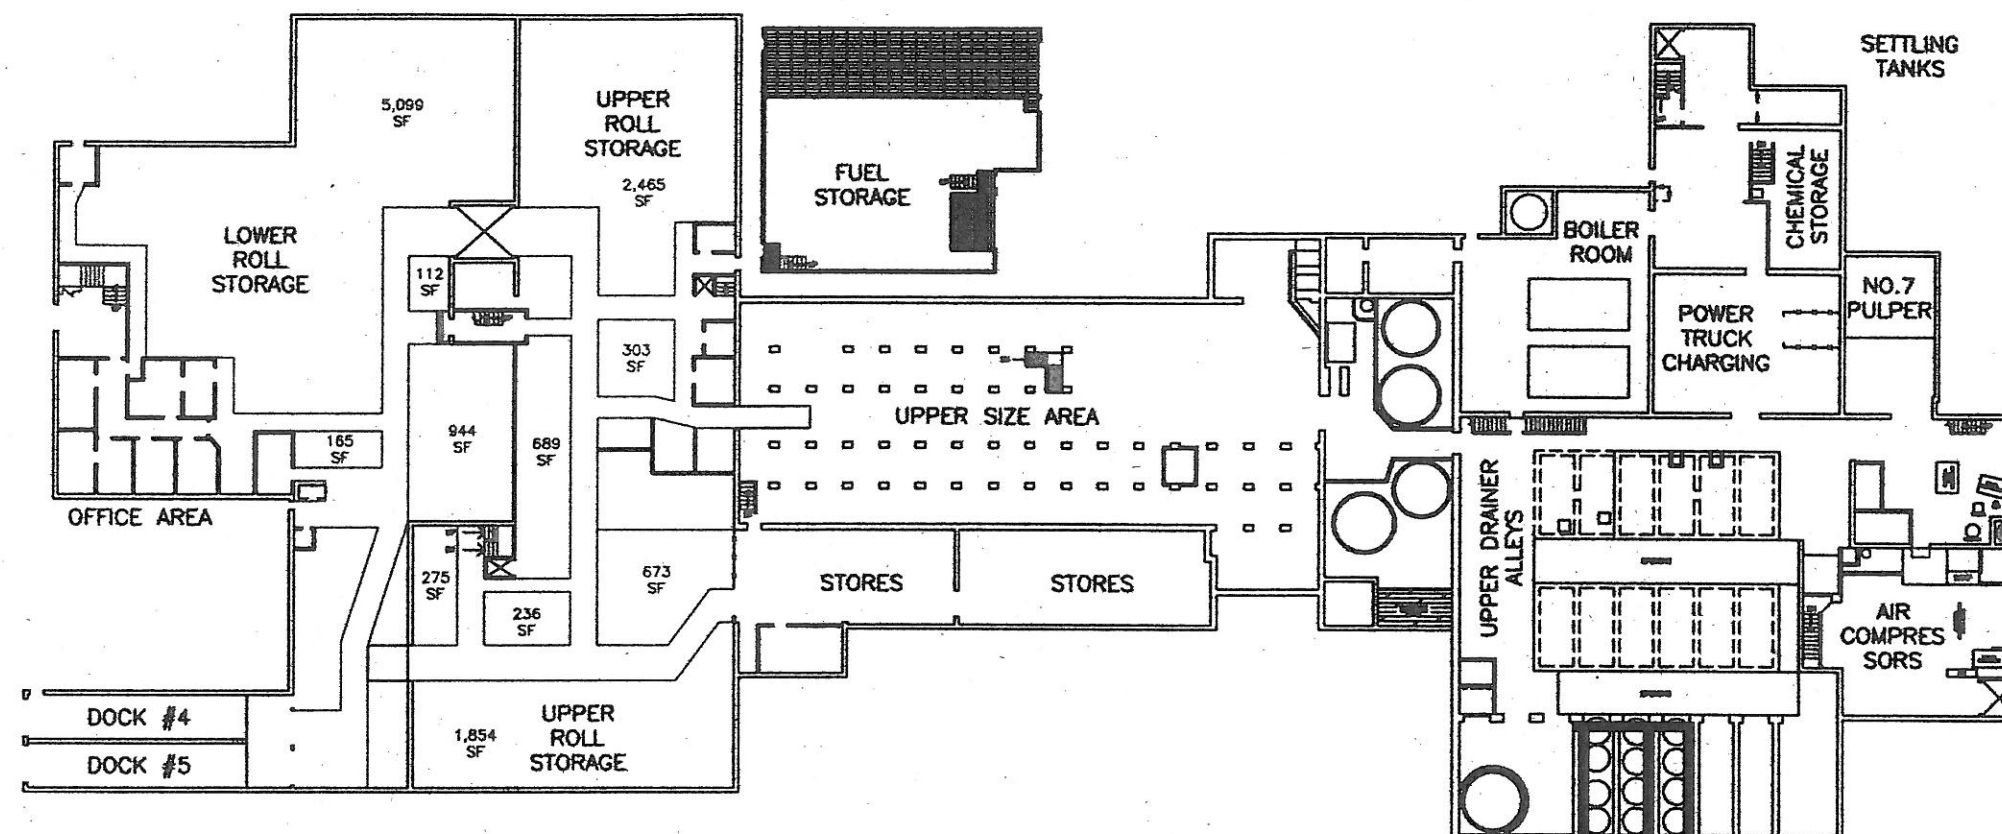 5,099
SF
UPPER
ROLL
STORAGE
2,465
SF
FUEL
STORAGE
SETTLING
TANKS
CHEMICAL
STORAGE
BOILER
ROOM
LOWER
ROLL
STORAGE
112
SF
NO.7
PULPER
POWER
TRUCK
CHARGING
303
SF
UPPER SIZE AREA
165
SF
944
SF
689
SF
OFFICE AREA
UPPER DRAINER
ALLEYS
275
SF
236
SF
673
SF
STORES
STORES
AIR
COMPRES
SORS
DOCK #4
DOCK #5
1,854
SF
UPPER
ROLL
STORAGE